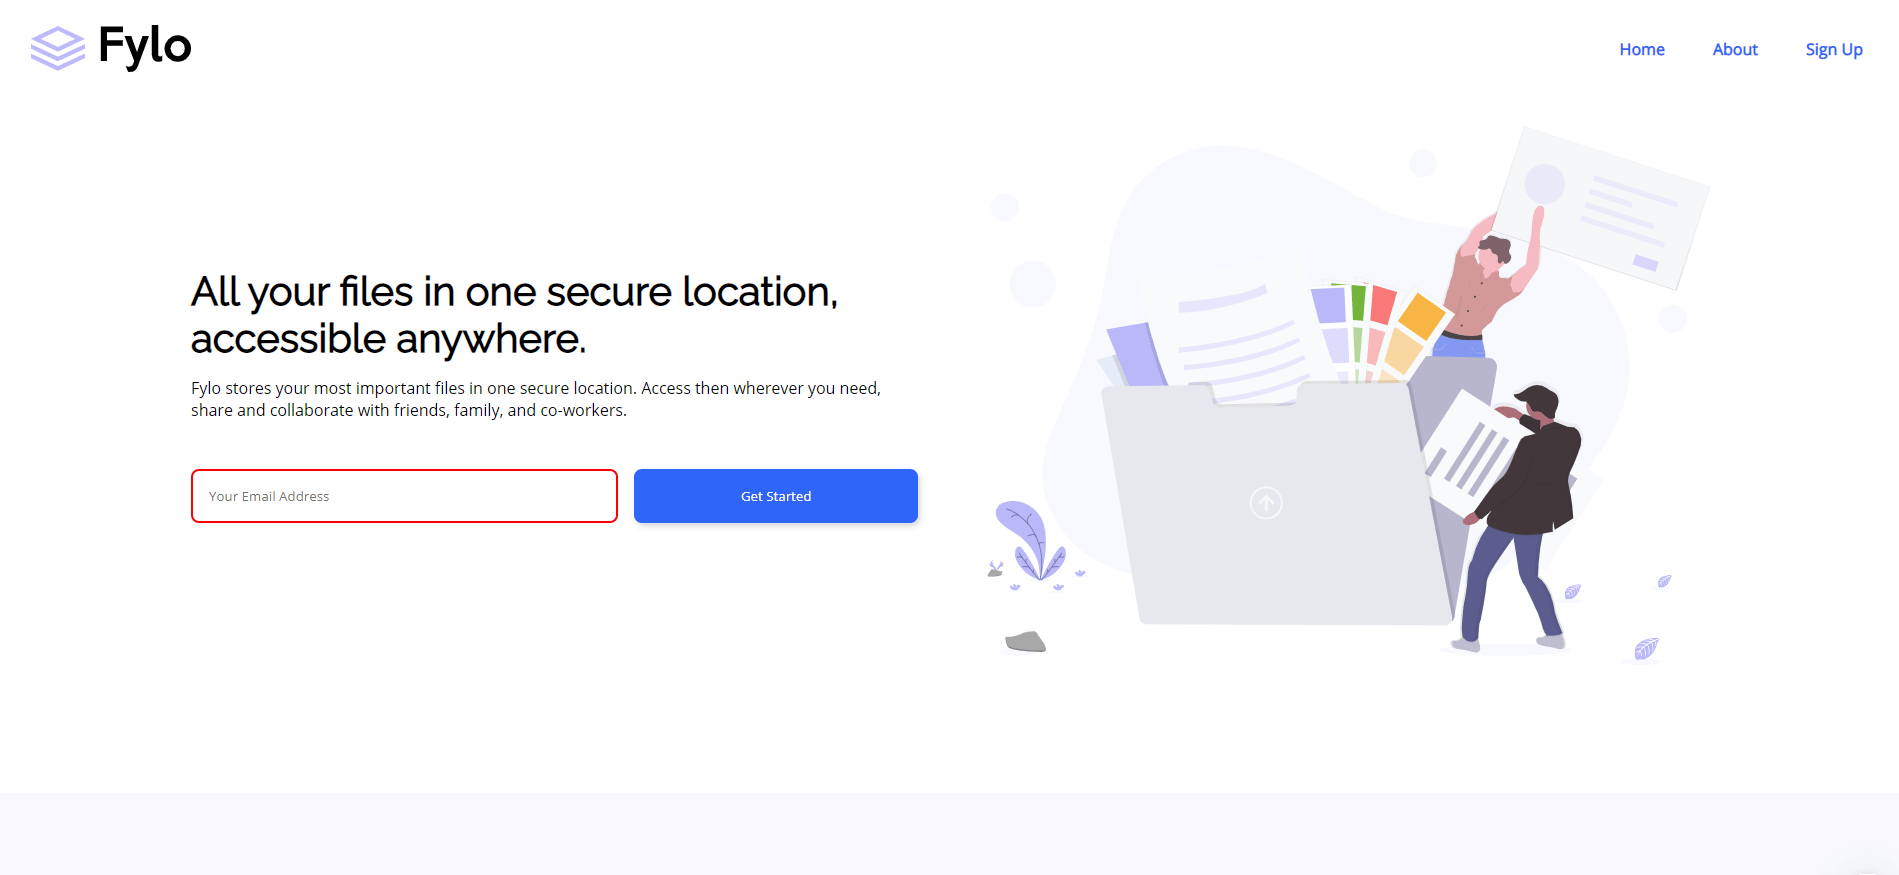 Fylo
Home
About
Sign Up
All your files in one secure location,
accessible anywhere.
Fylo stores your most important files in one secure location. Access then wherever you need,
share and collaborate with friends, family, and co-workers.
Your Email Address
Get Started